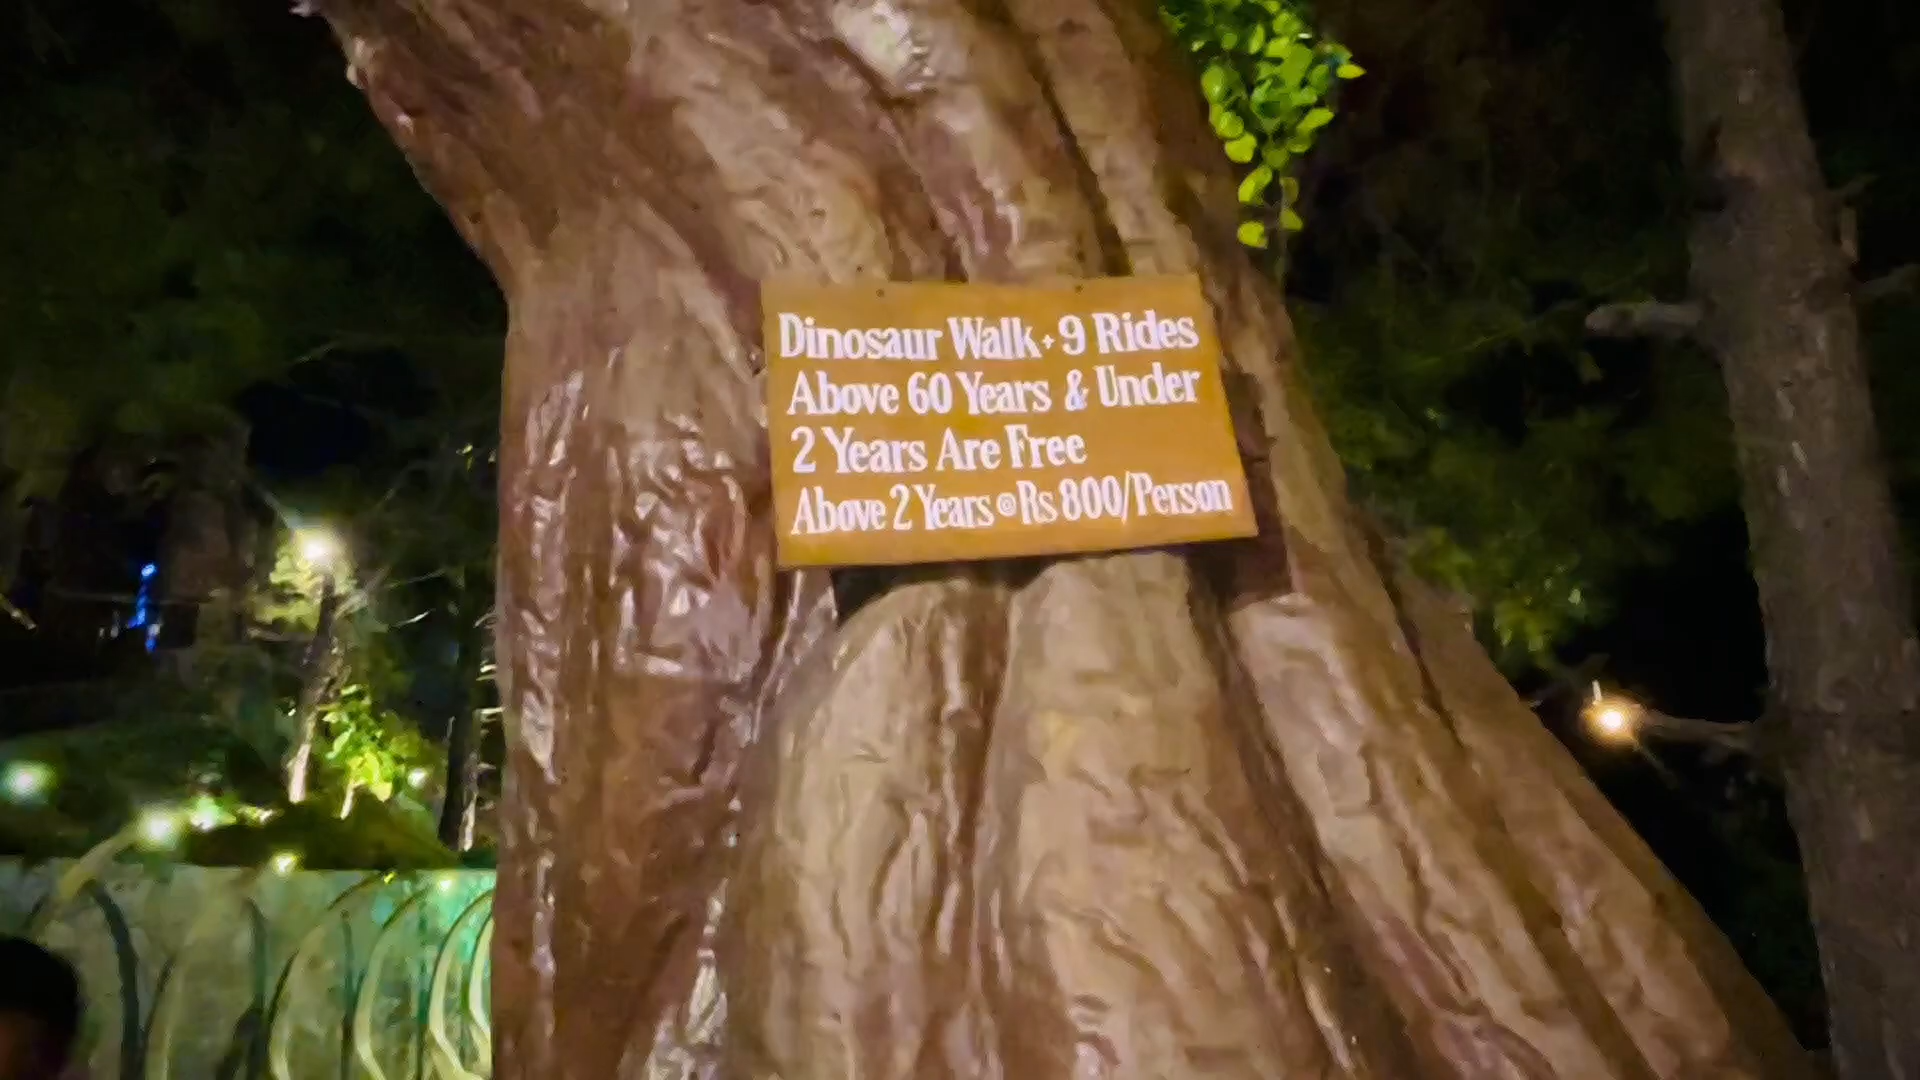 Dinosaur Walk + 9 Rides
Above 60 Years & Under
2 Years Are Free
Above 2 Years @ Rs 800/Person